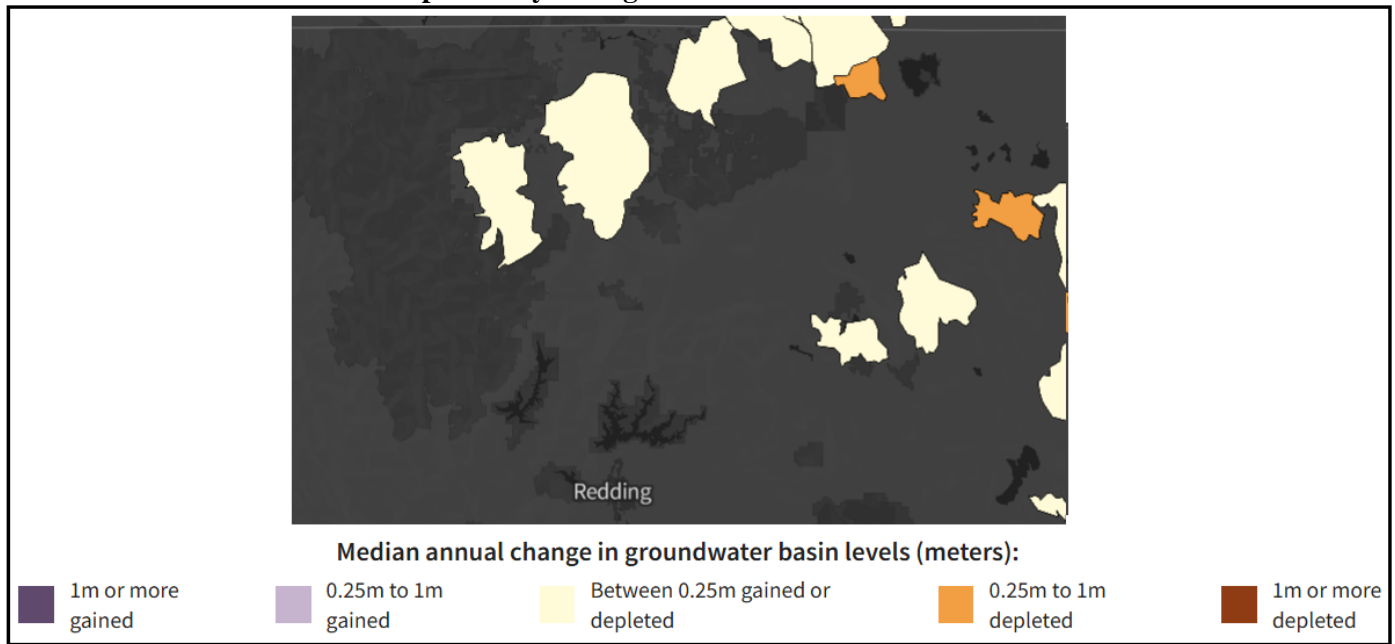 Redding
Median annual change in groundwater basin levels (meters):
1m or more
gained
0.25m to 1m
gained
Between 0.25m gained or
depleted
0.25m to 1m
depleted
1m or more
depleted